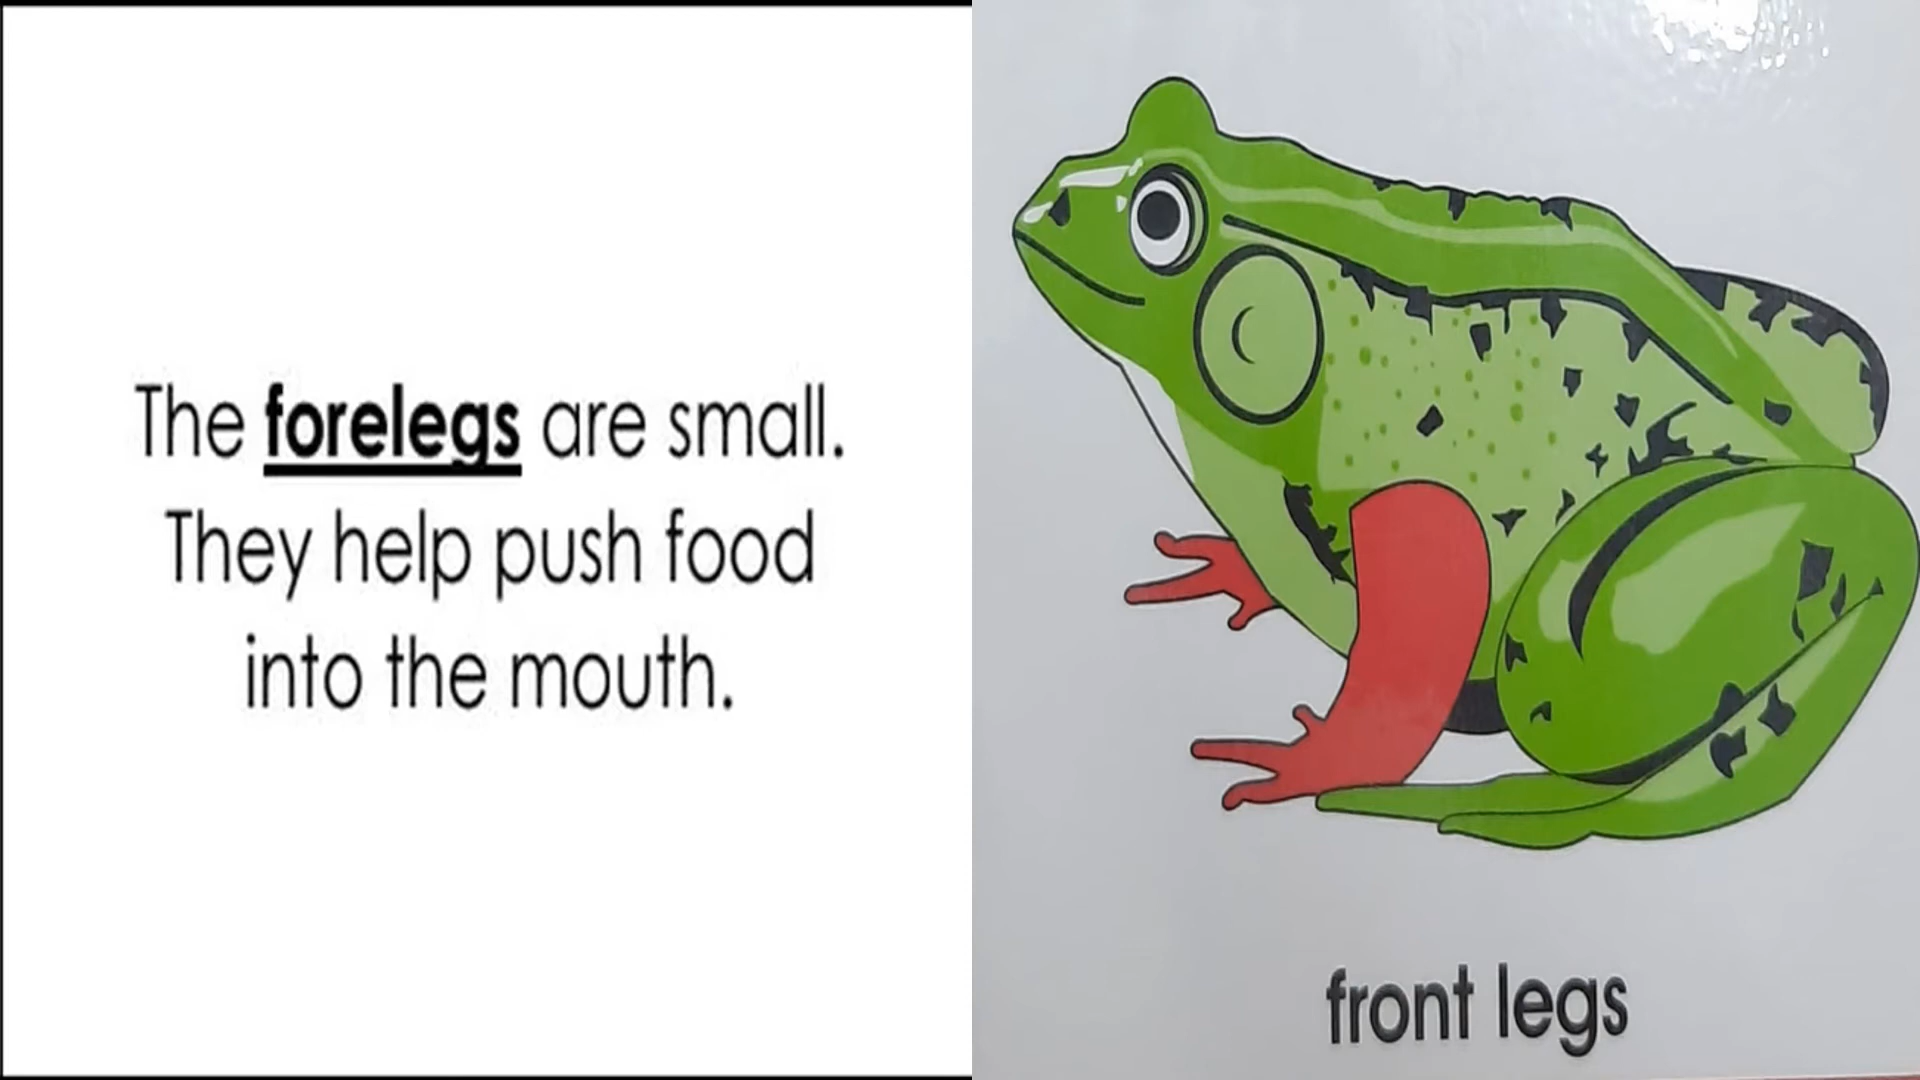 The forelegs are small.
They help push food
into the mouth.
front legs